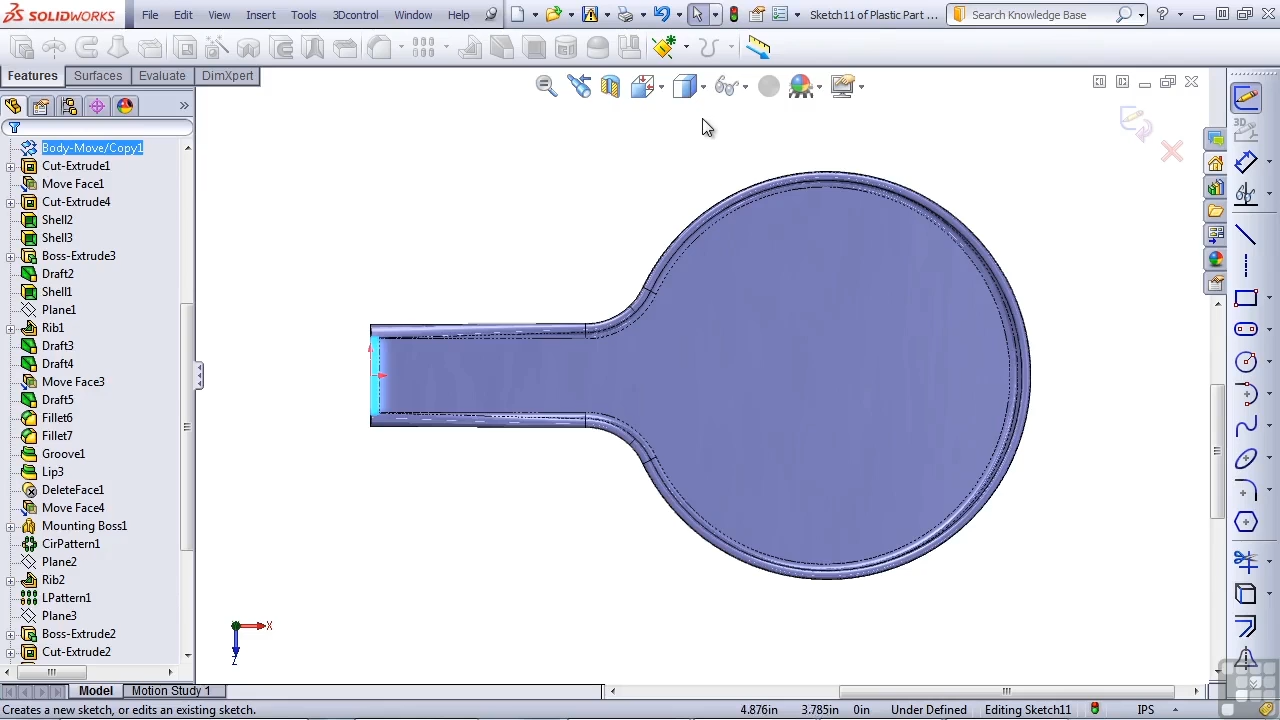 SOLIDWORKS
File Edit View Insert Tools 3Dcontrol Window Help
Sketch11 of Plastic Part ...
Search Knowledge Base
Features Surfaces Evaluate DimXpert
Body-Move/Copy1
Cut-Extrude1
Move Face1
Cut-Extrude4
Shell2
Shell3
Boss-Extrude3
Draft2
Shell1
Plane1
Rib1
Draft3
Draft4
Move Face3
Draft5
Fillet6
Fillet7
Groove1
Lip3
DeleteFace1
Move Face4
Mounting Boss1
CirPattern1
Plane2
Rib2
LPattern1
Plane3
Boss-Extrude2
Cut-Extrude2
3D
X
Z
Model Motion Study 1
Creates a new sketch, or edits an existing sketch.
4.876in 3.785in 0in Under Defined Editing Sketch11 IPS